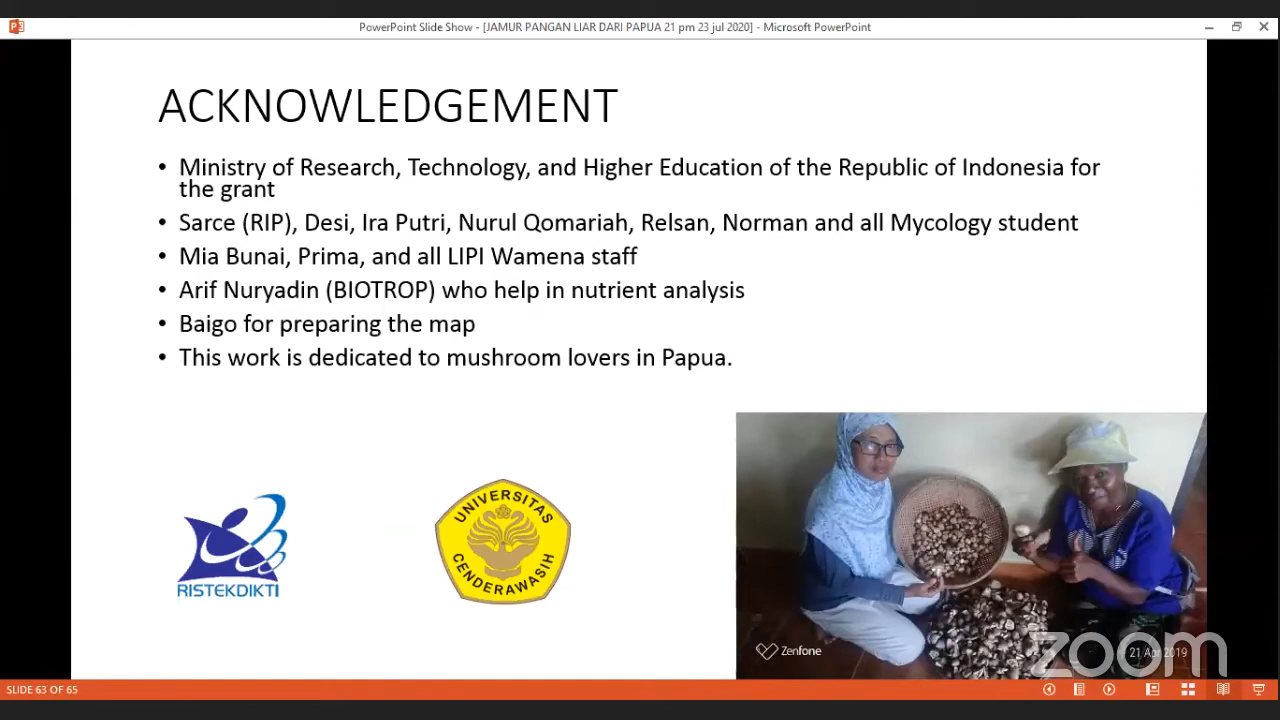 PowerPoint Slide Show - [JAMUR PANGAN LIAR DARI PAPUA 21 pm 23 jul 2020] - Microsoft PowerPoint
ACKNOWLEDGEMENT
• Ministry of Research, Technology, and Higher Education of the Republic of Indonesia for
the grant
• Sarce (RIP), Desi, Ira Putri, Nurul Qomariah, Relsan, Norman and all Mycology student
• Mia Bunai, Prima, and all LIPI Wamena staff
• Arif Nuryadin (BIOTROP) who help in nutrient analysis
• Baigo for preparing the map
• This work is dedicated to mushroom lovers in Papua.
RISTEKDIKTI
UNIVERSITAS
CENDERAWASIH
Zenfone
21 Apr 2019
zoom
SLIDE 63 OF 65